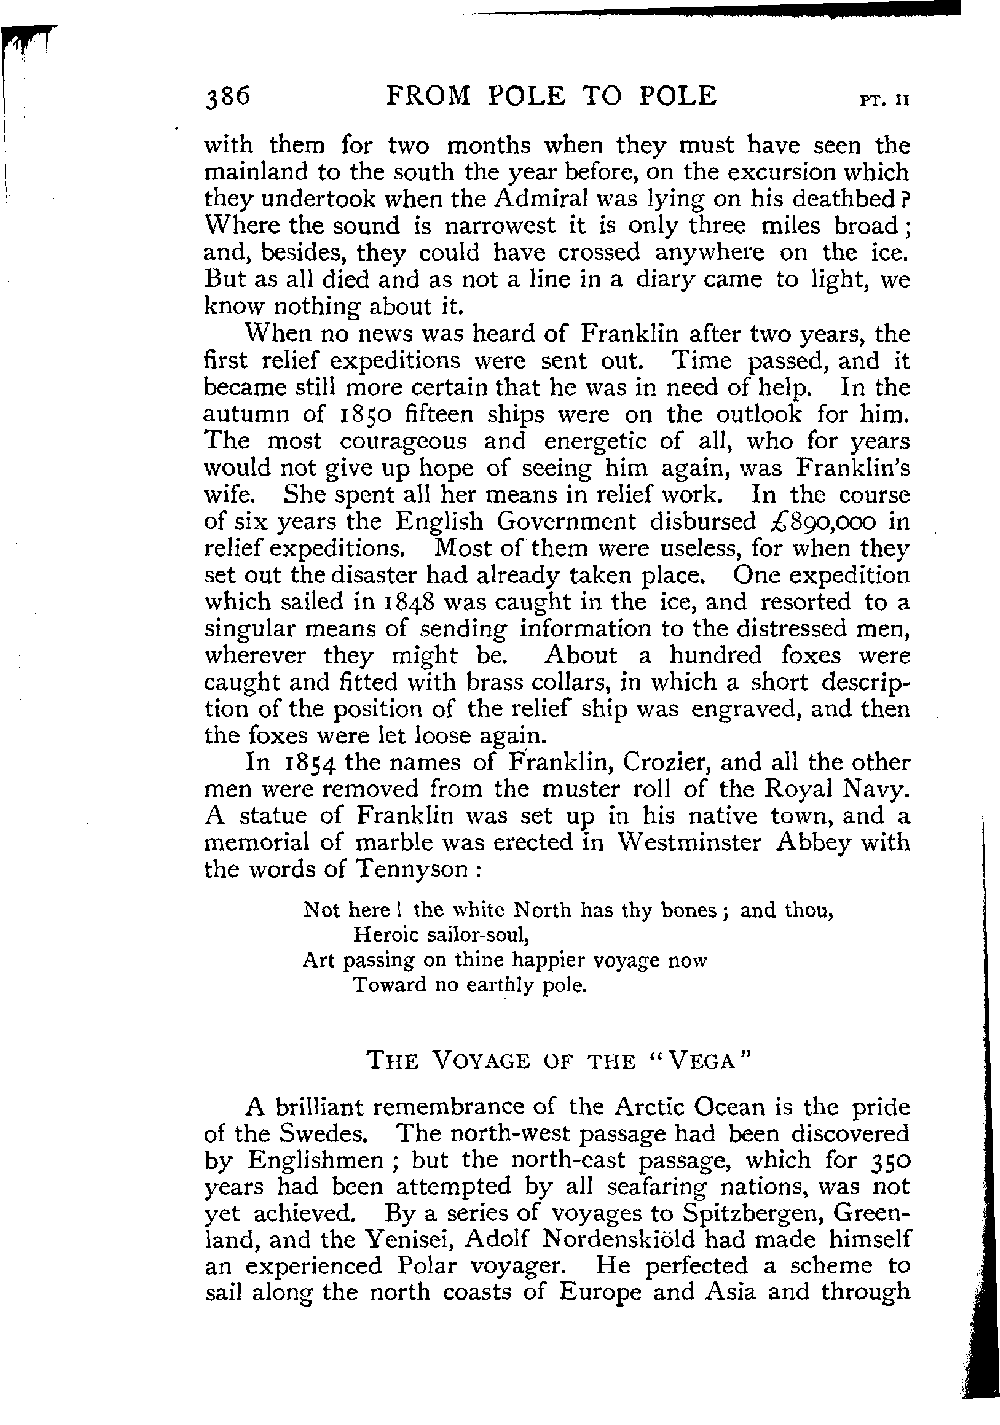 386 FROM POLE TO POLE PT. II
with them for two months when they must have seen the
mainland to the south the year before, on the excursion which
they undertook when the Admiral was lying on his deathbed?
Where the sound is narrowest it is only three miles broad;
and, besides, they could have crossed anywhere on the ice.
But as all died and as not a line in a diary came to light, we
know nothing about it.
When no news was heard of Franklin after two years, the
first relief expeditions were sent out. Time passed, and it
became still more certain that he was in need of help. In the
autumn of 1850 fifteen ships were on the outlook for him.
The most courageous and energetic of all, who for years
would not give up hope of seeing him again, was Franklin's
wife. She spent all her means in relief work. In the course
of six years the English Government disbursed £890,000 in
relief expeditions. Most of them were useless, for when they
set out the disaster had already taken place. One expedition
which sailed in 1848 was caught in the ice, and resorted to a
singular means of sending information to the distressed men,
wherever they might be. About a hundred foxes were
caught and fitted with brass collars, in which a short descrip-
tion of the position of the relief ship was engraved, and then
the foxes were let loose again.
In 1854 the names of Franklin, Crozier, and all the other
men were removed from the muster roll of the Royal Navy.
A statue of Franklin was set up in his native town, and a
memorial of marble was erected in Westminster Abbey with
the words of Tennyson:
Not here! the white North has thy bones; and thou,
Heroic sailor-soul,
Art passing on thine happier voyage now
Toward no earthly pole.
THE VOYAGE OF THE "VEGA"
A brilliant remembrance of the Arctic Ocean is the pride
of the Swedes. The north-west passage had been discovered
by Englishmen; but the north-east passage, which for 350
years had been attempted by all seafaring nations, was not
yet achieved. By a series of voyages to Spitzbergen, Green-
land, and the Yenisei, Adolf Nordenskiöld had made himself
an experienced Polar voyager. He perfected a scheme to
sail along the north coasts of Europe and Asia and through